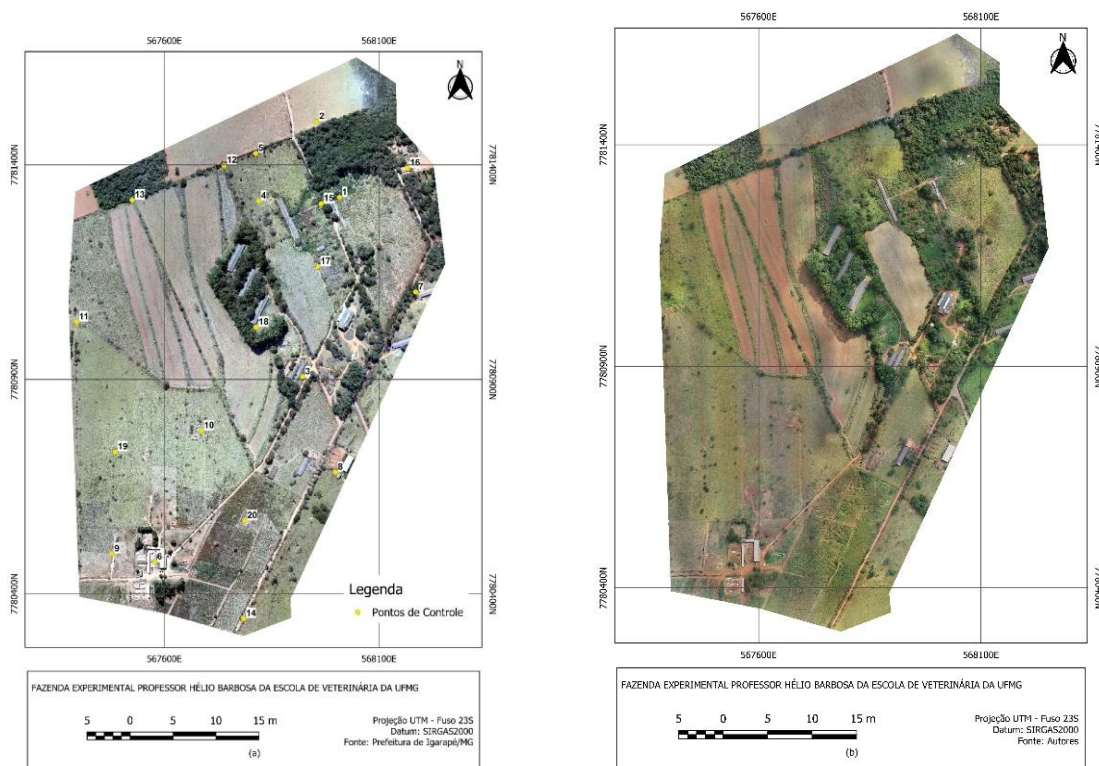 567600E 568100E
N
7781400N 7781400N
7780900N 7780900N
7780400N 7780400N
2
5
12
16
13
4
15
1
17
7
11
18
3
10
19
8
20
9
6
14
Legenda
Pontos de Controle
567600E 568100E
FAZENDA EXPERIMENTAL PROFESSOR HÉLIO BARBOSA DA ESCOLA DE VETERINÁRIA DA UFMG
5 0 5 10 15 m
Projeção UTM - Fuso 23S
Datum: SIRGAS2000
Fonte: Prefeitura de Igarapé/MG
(a)
567600E 568100E
N
7781400N 7781400N
7780900N 7780900N
7780400N 7780400N
567600E 568100E
FAZENDA EXPERIMENTAL PROFESSOR HÉLIO BARBOSA DA ESCOLA DE VETERINÁRIA DA UFMG
5 0 5 10 15 m
Projeção UTM - Fuso 23S
Datum: SIRGAS2000
Fonte: Autores
(b)